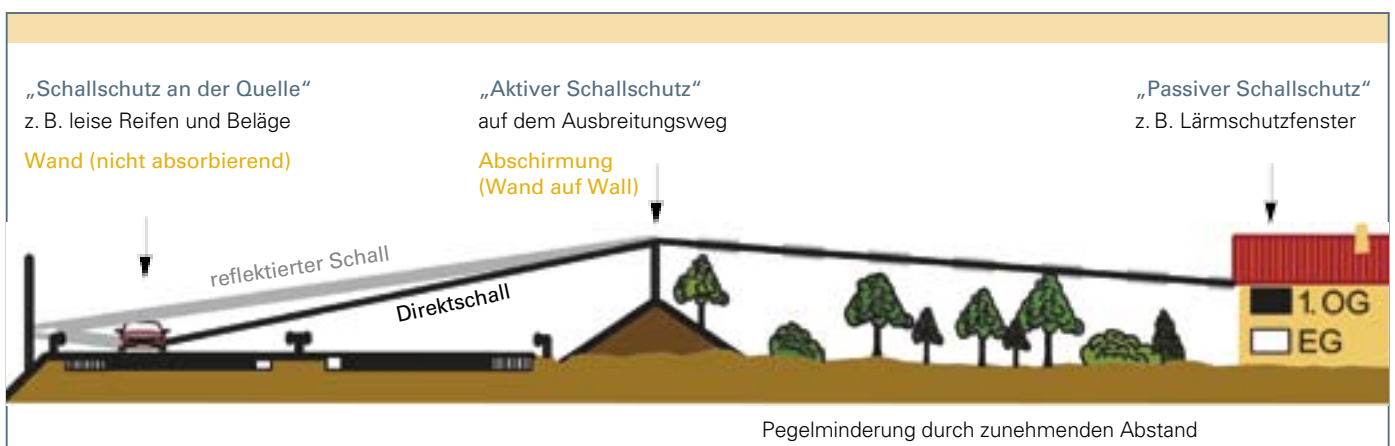 „Schallschutz an der Quelle“
z. B. leise Reifen und Beläge
Wand (nicht absorbierend)
„Aktiver Schallschutz“
auf dem Ausbreitungsweg
Abschirmung
(Wand auf Wall)
„Passiver Schallschutz“
z. B. Lärmschutzfenster
reflektierter Schall
Direktschall
1. OG
EG
Pegelminderung durch zunehmenden Abstand